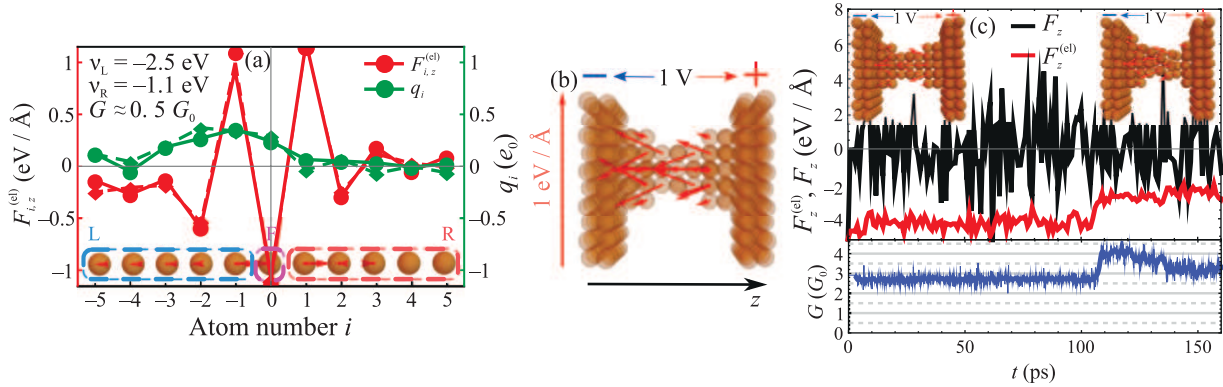 (a)
ν_L = −2.5 eV
ν_R = −1.1 eV
G ≈ 0.5 G_0
F_{i,z}^{(el)}
q_i
1
0.5
0
−0.5
−1
F_{i,z}^{(el)} (eV / Å)
1
0.5
0
−0.5
−1
q_i (e_0)
L
F
R
−5 −4 −3 −2 −1 0 1 2 3 4 5
Atom number i
(b)
− 1 V +
1 eV / Å
z
(c)
− 1 V +
− 1 V +
F_z
F_z^{(el)}
8
6
4
2
0
−2
−4
F_z^{(el)}, F_z (eV / Å)
4
3
2
1
0
G (G_0)
0 50 100 150
t (ps)